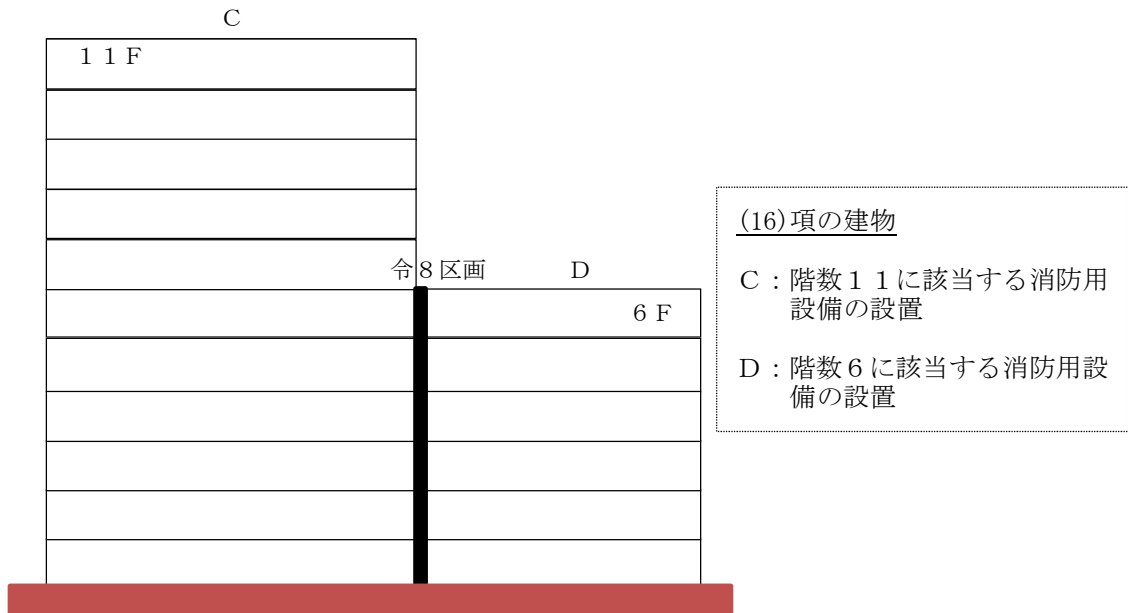 C
11F
令8区画
D
6F
(16)項の建物
C:階数11に該当する消防用
設備の設置
D:階数6に該当する消防用設
備の設置